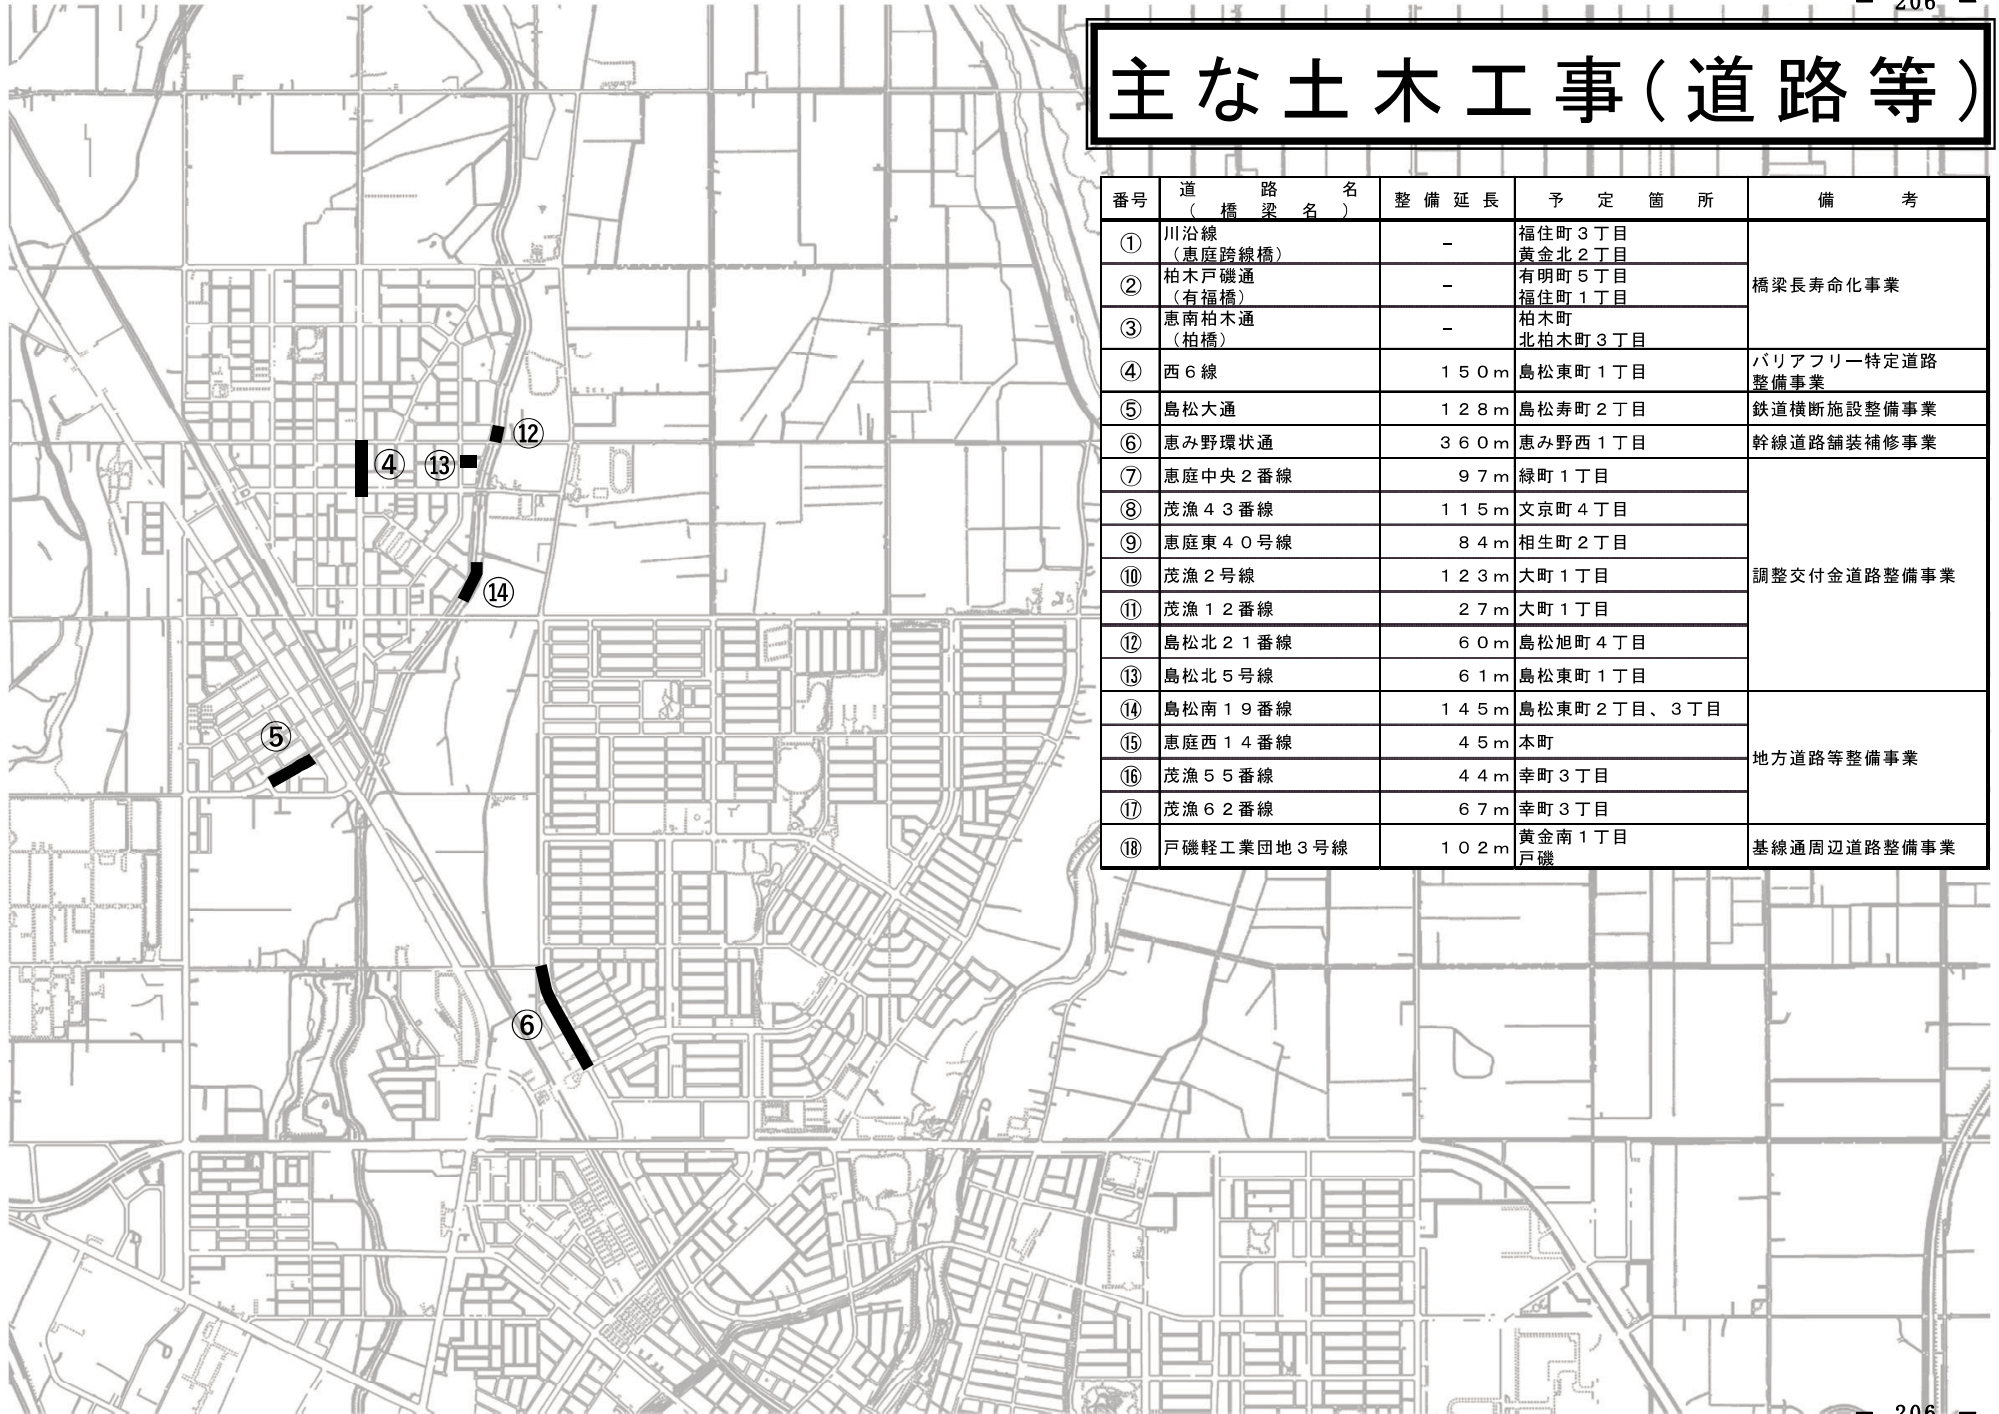 － 206 －
主な土木工事（道路等）
番号 道路名（橋梁名） 整備延長 予定箇所 備考
① 川沿線 － 福住町３丁目 橋梁長寿命化事業
（恵庭跨線橋） 黄金北２丁目
② 柏木戸磯通 － 有明町５丁目
（有福橋） 福住町１丁目
③ 恵南柏木通 － 柏木町
（柏橋） 北柏木町３丁目
④ 西６線 １５０ｍ 島松東町１丁目 バリアフリー特定道路
整備事業
⑤ 島松大通 １２８ｍ 島松寿町２丁目 鉄道横断施設整備事業
⑥ 恵み野環状通 ３６０ｍ 恵み野西１丁目 幹線道路舗装補修事業
⑦ 恵庭中央２番線 ９７ｍ 緑町１丁目 調整交付金道路整備事業
⑧ 茂漁４３番線 １１５ｍ 文京町４丁目
⑨ 恵庭東４０号線 ８４ｍ 相生町２丁目
⑩ 茂漁２号線 １２３ｍ 大町１丁目
⑪ 茂漁１２番線 ２７ｍ 大町１丁目
⑫ 島松北２１番線 ６０ｍ 島松旭町４丁目
⑬ 島松北５号線 ６１ｍ 島松東町１丁目
⑭ 島松南１９番線 １４５ｍ 島松東町２丁目、３丁目 地方道路等整備事業
⑮ 恵庭西１４番線 ４５ｍ 本町
⑯ 茂漁５５番線 ４４ｍ 幸町３丁目
⑰ 茂漁６２番線 ６７ｍ 幸町３丁目
⑱ 戸磯軽工業団地３号線 １０２ｍ 黄金南１丁目 基線通周辺道路整備事業
戸磯
⑫
④
⑬
⑭
⑤
⑥
－ 206 －